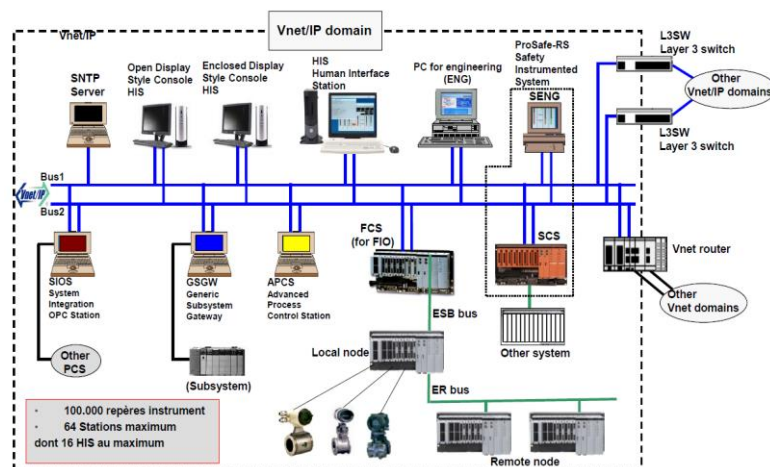 Vnet/IP domain
Vnet/IP
SNTP
Server
Open Display
Style Console
HIS
Enclosed Display
Style Console
HIS
HIS
Human Interface
Station
PC for engineering
(ENG)
ProSafe-RS
Safety
Instrumented
System
SENG
L3SW
Layer 3 switch
Other
Vnet/IP domains
L3SW
Layer 3 switch
Bus1
Vnet/IP
Bus2
SIOS
System
Integration
OPC Station
GSGW
Generic
Subsystem
Gateway
APCS
Advanced
Process
Control Station
FCS
(for FIO)
SCS
Vnet router
Other
Vnet domains
ESB bus
Local node
Other system
Other
PCS
(Subsystem)
ER bus
· 100.000 repères instrument
· 64 Stations maximum
dont 16 HIS au maximum
Remote node